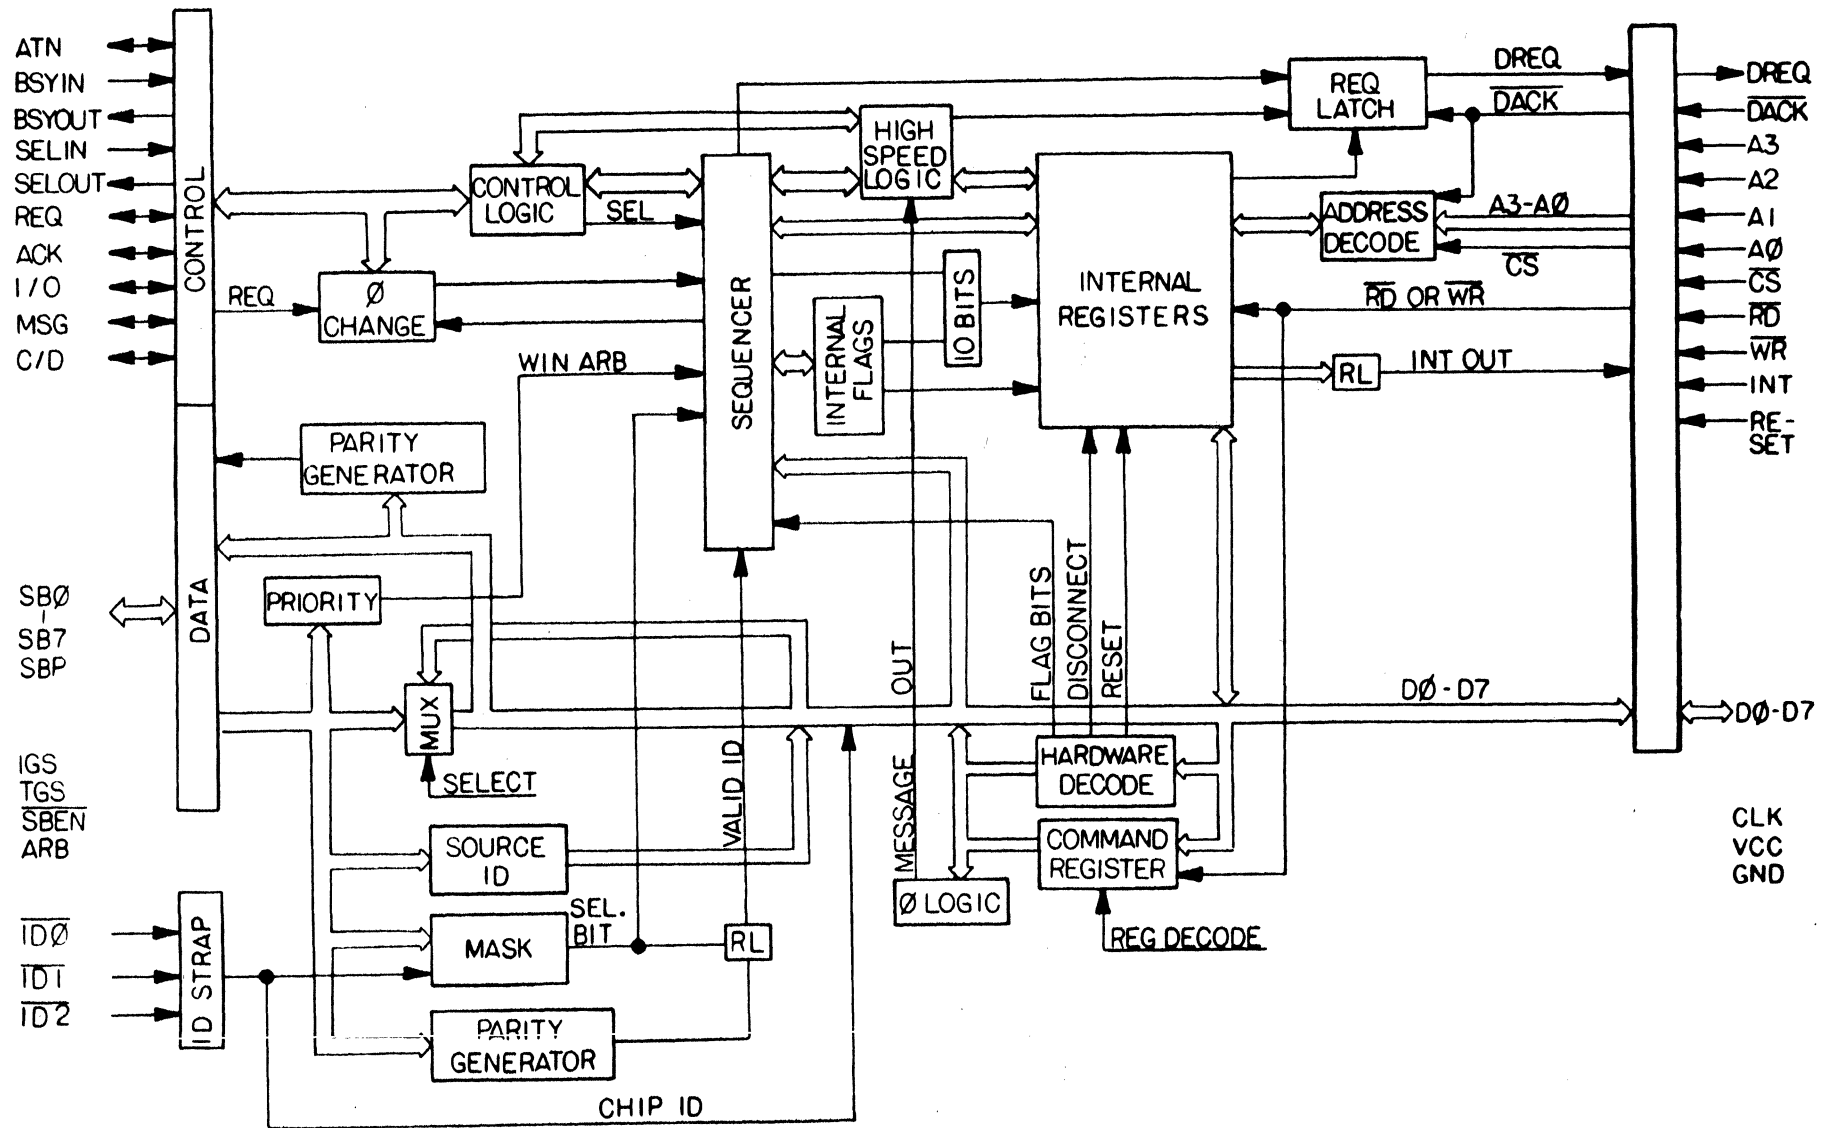 ATN
BSYIN
BSYOUT
SELIN
SELOUT
REQ
ACK
I/O
MSG
C/D
SBØ
-
SB7
SBP
IGS
TGS
SBEN
ARB
IDØ
ID1
ID2
CONTROL
DATA
ID STRAP
REQ
Ø
CHANGE
CONTROL
LOGIC
SEL
WIN ARB
PARITY
GENERATOR
PRIORITY
MUX
SELECT
SOURCE
ID
MASK
SEL.
BIT
RL
PARITY
GENERATOR
CHIP ID
VALID ID
SEQUENCER
HIGH
SPEED
LOGIC
INTERNAL
FLAGS
IO BITS
MESSAGE OUT
Ø LOGIC
FLAG BITS
DISCONNECT
RESET
HARDWARE
DECODE
COMMAND
REGISTER
REG DECODE
INTERNAL
REGISTERS
REQ
LATCH
DREQ
DACK
ADDRESS
DECODE
A3-AØ
CS
RD OR WR
RL
INT OUT
DØ-D7
DREQ
DACK
A3
A2
A1
AØ
CS
RD
WR
INT
RE-
SET
DØ-D7
CLK
VCC
GND